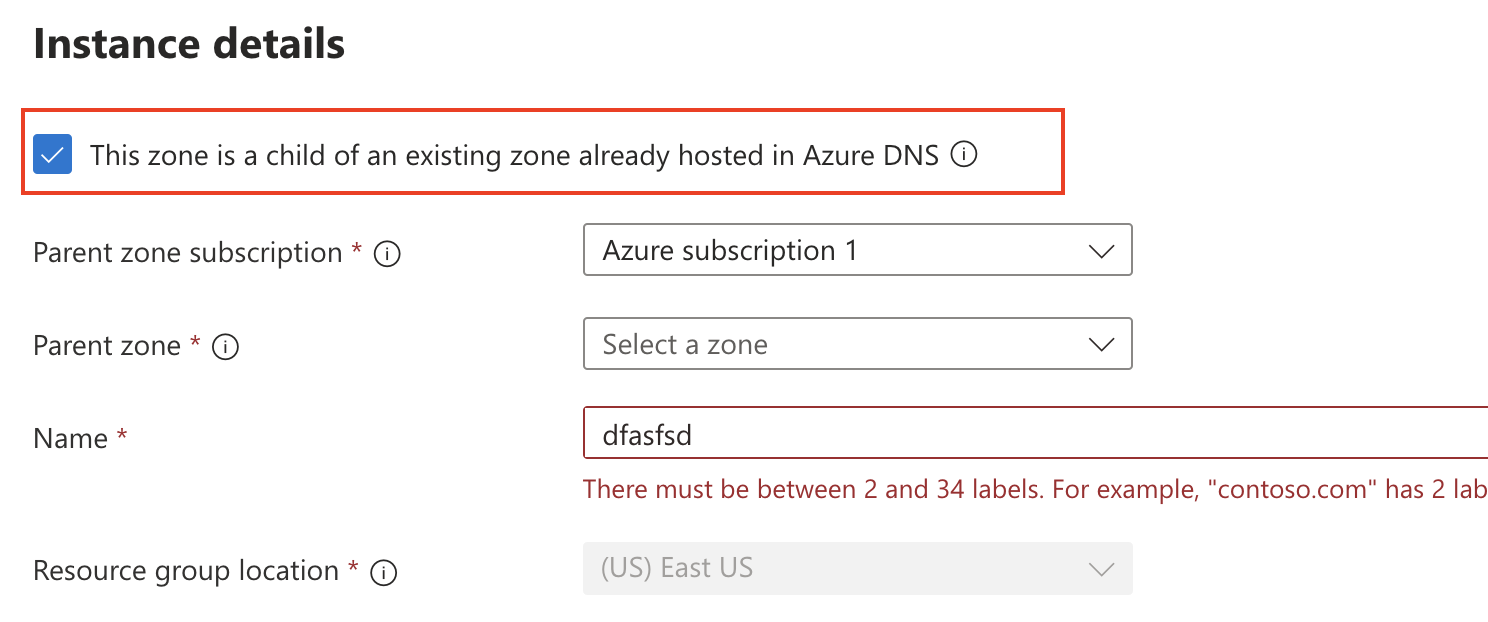 Instance details
This zone is a child of an existing zone already hosted in Azure DNS
Parent zone subscription * Azure subscription 1
Parent zone * Select a zone
Name * dfasfsd
There must be between 2 and 34 labels. For example, "contoso.com" has 2 lab
Resource group location * (US) East US